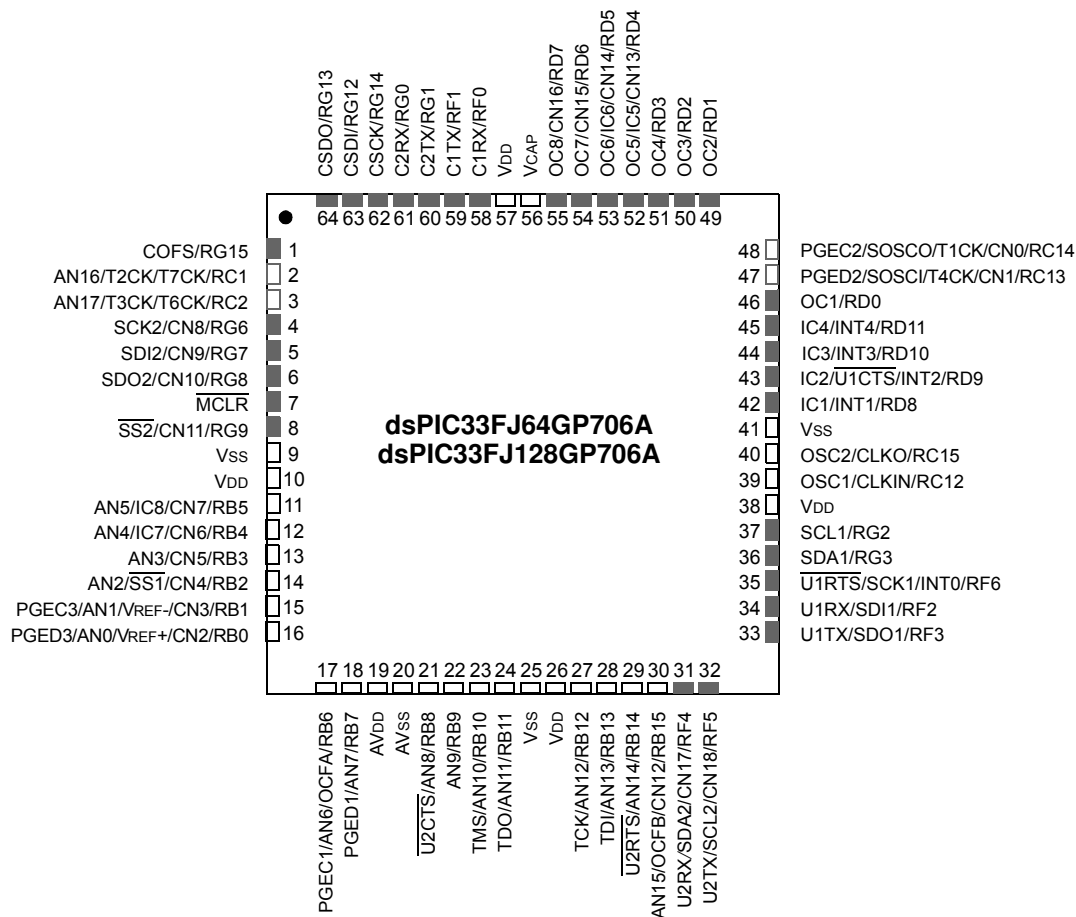 CSDO/RG13
CSDI/RG12
CSCK/RG14
C2RX/RG0
C2TX/RG1
C1TX/RF1
C1RX/RF0
VDD
VCAP
OC8/CN16/RD7
OC7/CN15/RD6
OC6/IC6/CN14/RD5
OC5/IC5/CN13/RD4
OC4/RD3
OC3/RD2
OC2/RD1
64 63 62 61 60 59 58 57 56 55 54 53 52 51 50 49
COFS/RG15 1
AN16/T2CK/T7CK/RC1 2
AN17/T3CK/T6CK/RC2 3
SCK2/CN8/RG6 4
SDI2/CN9/RG7 5
SDO2/CN10/RG8 6
MCLR 7
SS2/CN11/RG9 8
VSS 9
VDD 10
AN5/IC8/CN7/RB5 11
AN4/IC7/CN6/RB4 12
AN3/CN5/RB3 13
AN2/SS1/CN4/RB2 14
PGEC3/AN1/VREF-/CN3/RB1 15
PGED3/AN0/VREF+/CN2/RB0 16
dsPIC33FJ64GP706A
dsPIC33FJ128GP706A
48 PGEC2/SOSCO/T1CK/CN0/RC14
47 PGED2/SOSCI/T4CK/CN1/RC13
46 OC1/RD0
45 IC4/INT4/RD11
44 IC3/INT3/RD10
43 IC2/U1CTS/INT2/RD9
42 IC1/INT1/RD8
41 VSS
40 OSC2/CLKO/RC15
39 OSC1/CLKIN/RC12
38 VDD
37 SCL1/RG2
36 SDA1/RG3
35 U1RTS/SCK1/INT0/RF6
34 U1RX/SDI1/RF2
33 U1TX/SDO1/RF3
17 18 19 20 21 22 23 24 25 26 27 28 29 30 31 32
PGEC1/AN6/OCFA/RB6
PGED1/AN7/RB7
AVDD
AVSS
U2CTS/AN8/RB8
AN9/RB9
TMS/AN10/RB10
TDO/AN11/RB11
VSS
VDD
TCK/AN12/RB12
TDI/AN13/RB13
U2RTS/AN14/RB14
AN15/OCFB/CN12/RB15
U2RX/SDA2/CN17/RF4
U2TX/SCL2/CN18/RF5